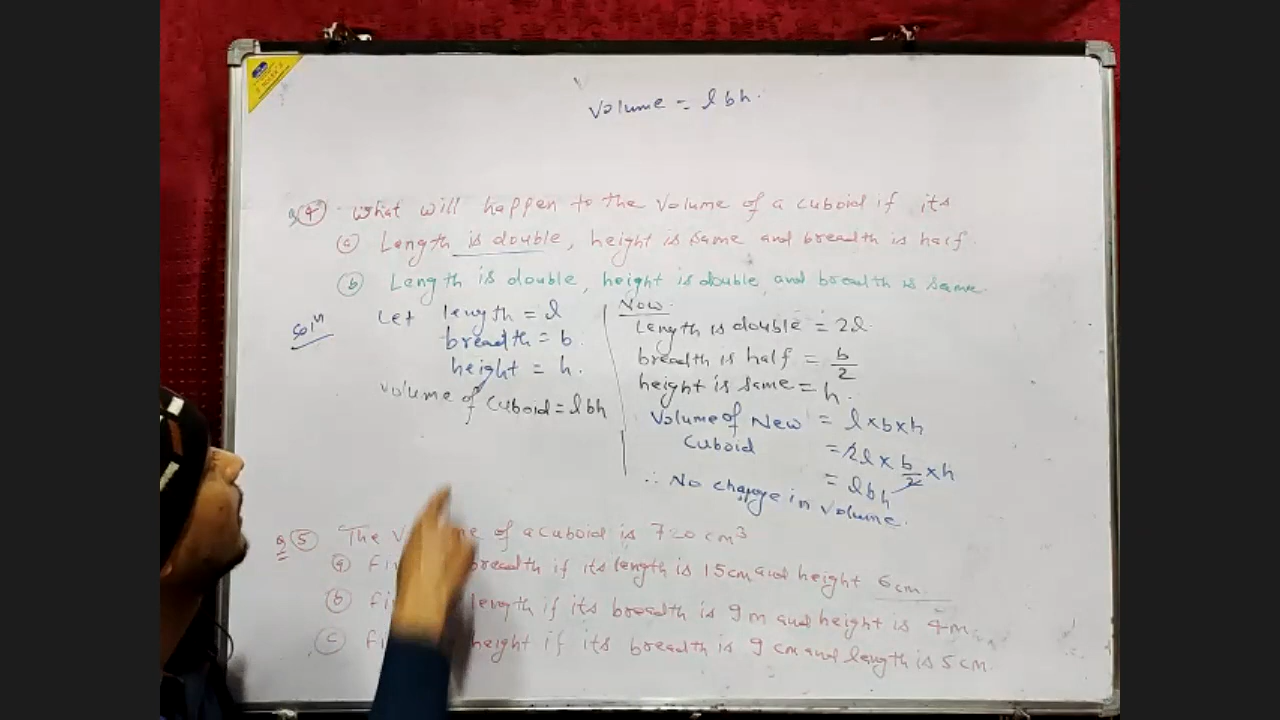 Volume = lbh.
Q4 What will happen to the volume of a cuboid if its
(a) Length is double, height is same and breadth is half.
(b) Length is double, height is double, and breadth is same.
Solⁿ
Let length = l
breadth = b.
height = h.
Volume of cuboid = lbh
Now.
Length is double = 2l.
breadth is half = b/2
height is same = h.
Volume of New = l×b×h
Cuboid = 2l × b/2 × h
= lbh
∴ No change in volume.
Q5 The of a cuboid is 720 cm³
(a) breadth if its length is 15cm and height 6cm.
(b) length if its breadth is 9m and height is 4m.
(c) height if its breadth is 9 cm and length is 5 cm.